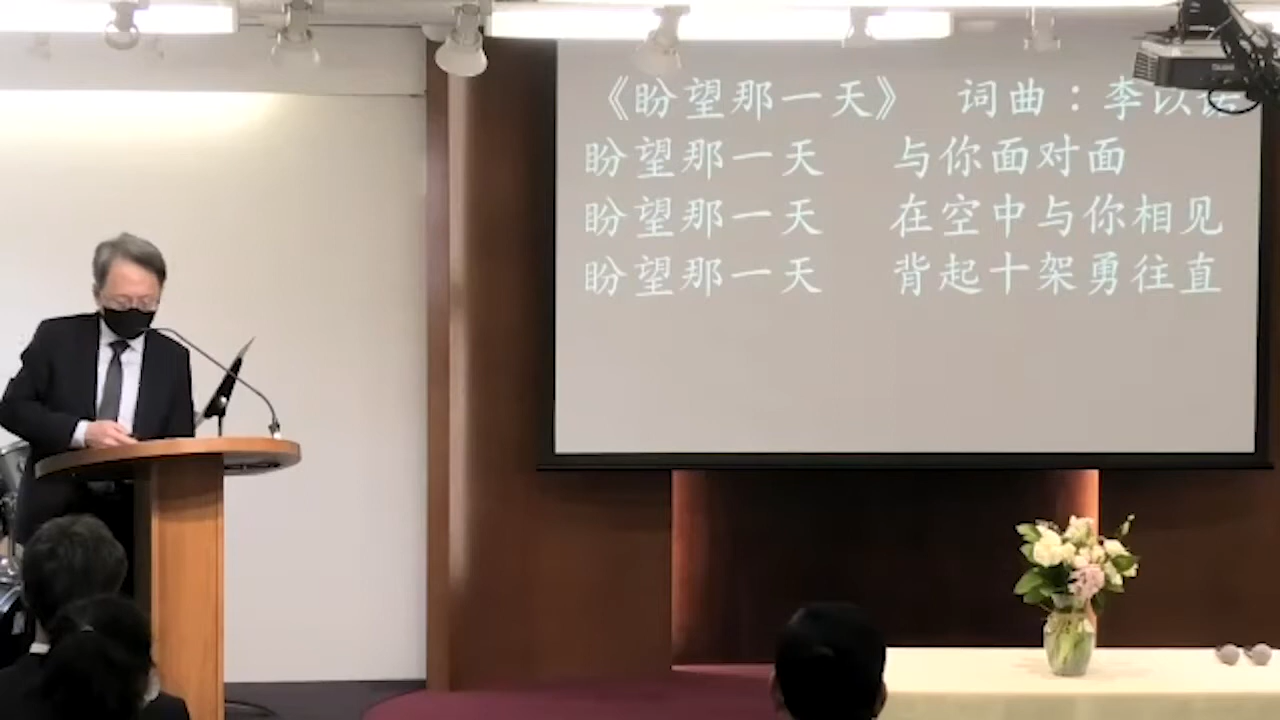 《盼望那一天》 词曲：李以诺
盼望那一天 与你面对面
盼望那一天 在空中与你相见
盼望那一天 背起十架勇往直